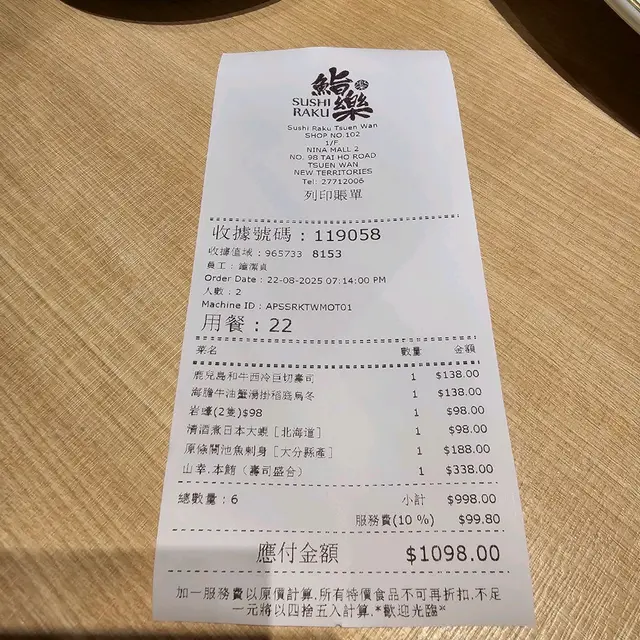 鮨樂
SUSHI RAKU
Sushi Raku Tsuen Wan
SHOP NO.102
1/F
NINA MALL 2
NO. 98 TAI HO ROAD
TSUEN WAN
NEW TERRITORIES
Tel: 27712006
列印賬單
收據號碼：119058
收據值域：965733 8153
員工：鐘潔貞
Order Date : 22-08-2025 07:14:00 PM
人數：2
Machine ID : APSSRKTWMOT01
用餐：22
菜名 數量 金額
鹿兒島和牛西冷巨切壽司 1 $138.00
海膽牛油蟹湯掛稻庭烏冬 1 $138.00
岩蠔(2隻)$98 1 $98.00
清酒煮日本大蜆［北海道］ 1 $98.00
原條關池魚刺身［大分縣產］ 1 $188.00
山幸.本鮪（壽司盛合） 1 $338.00
總數量：6 小計 $998.00
服務費(10 %) $99.80
應付金額 $1098.00
加一服務費以原價計算.所有特價食品不可再折扣.不足
一元將以四捨五入計算.*歡迎光臨*